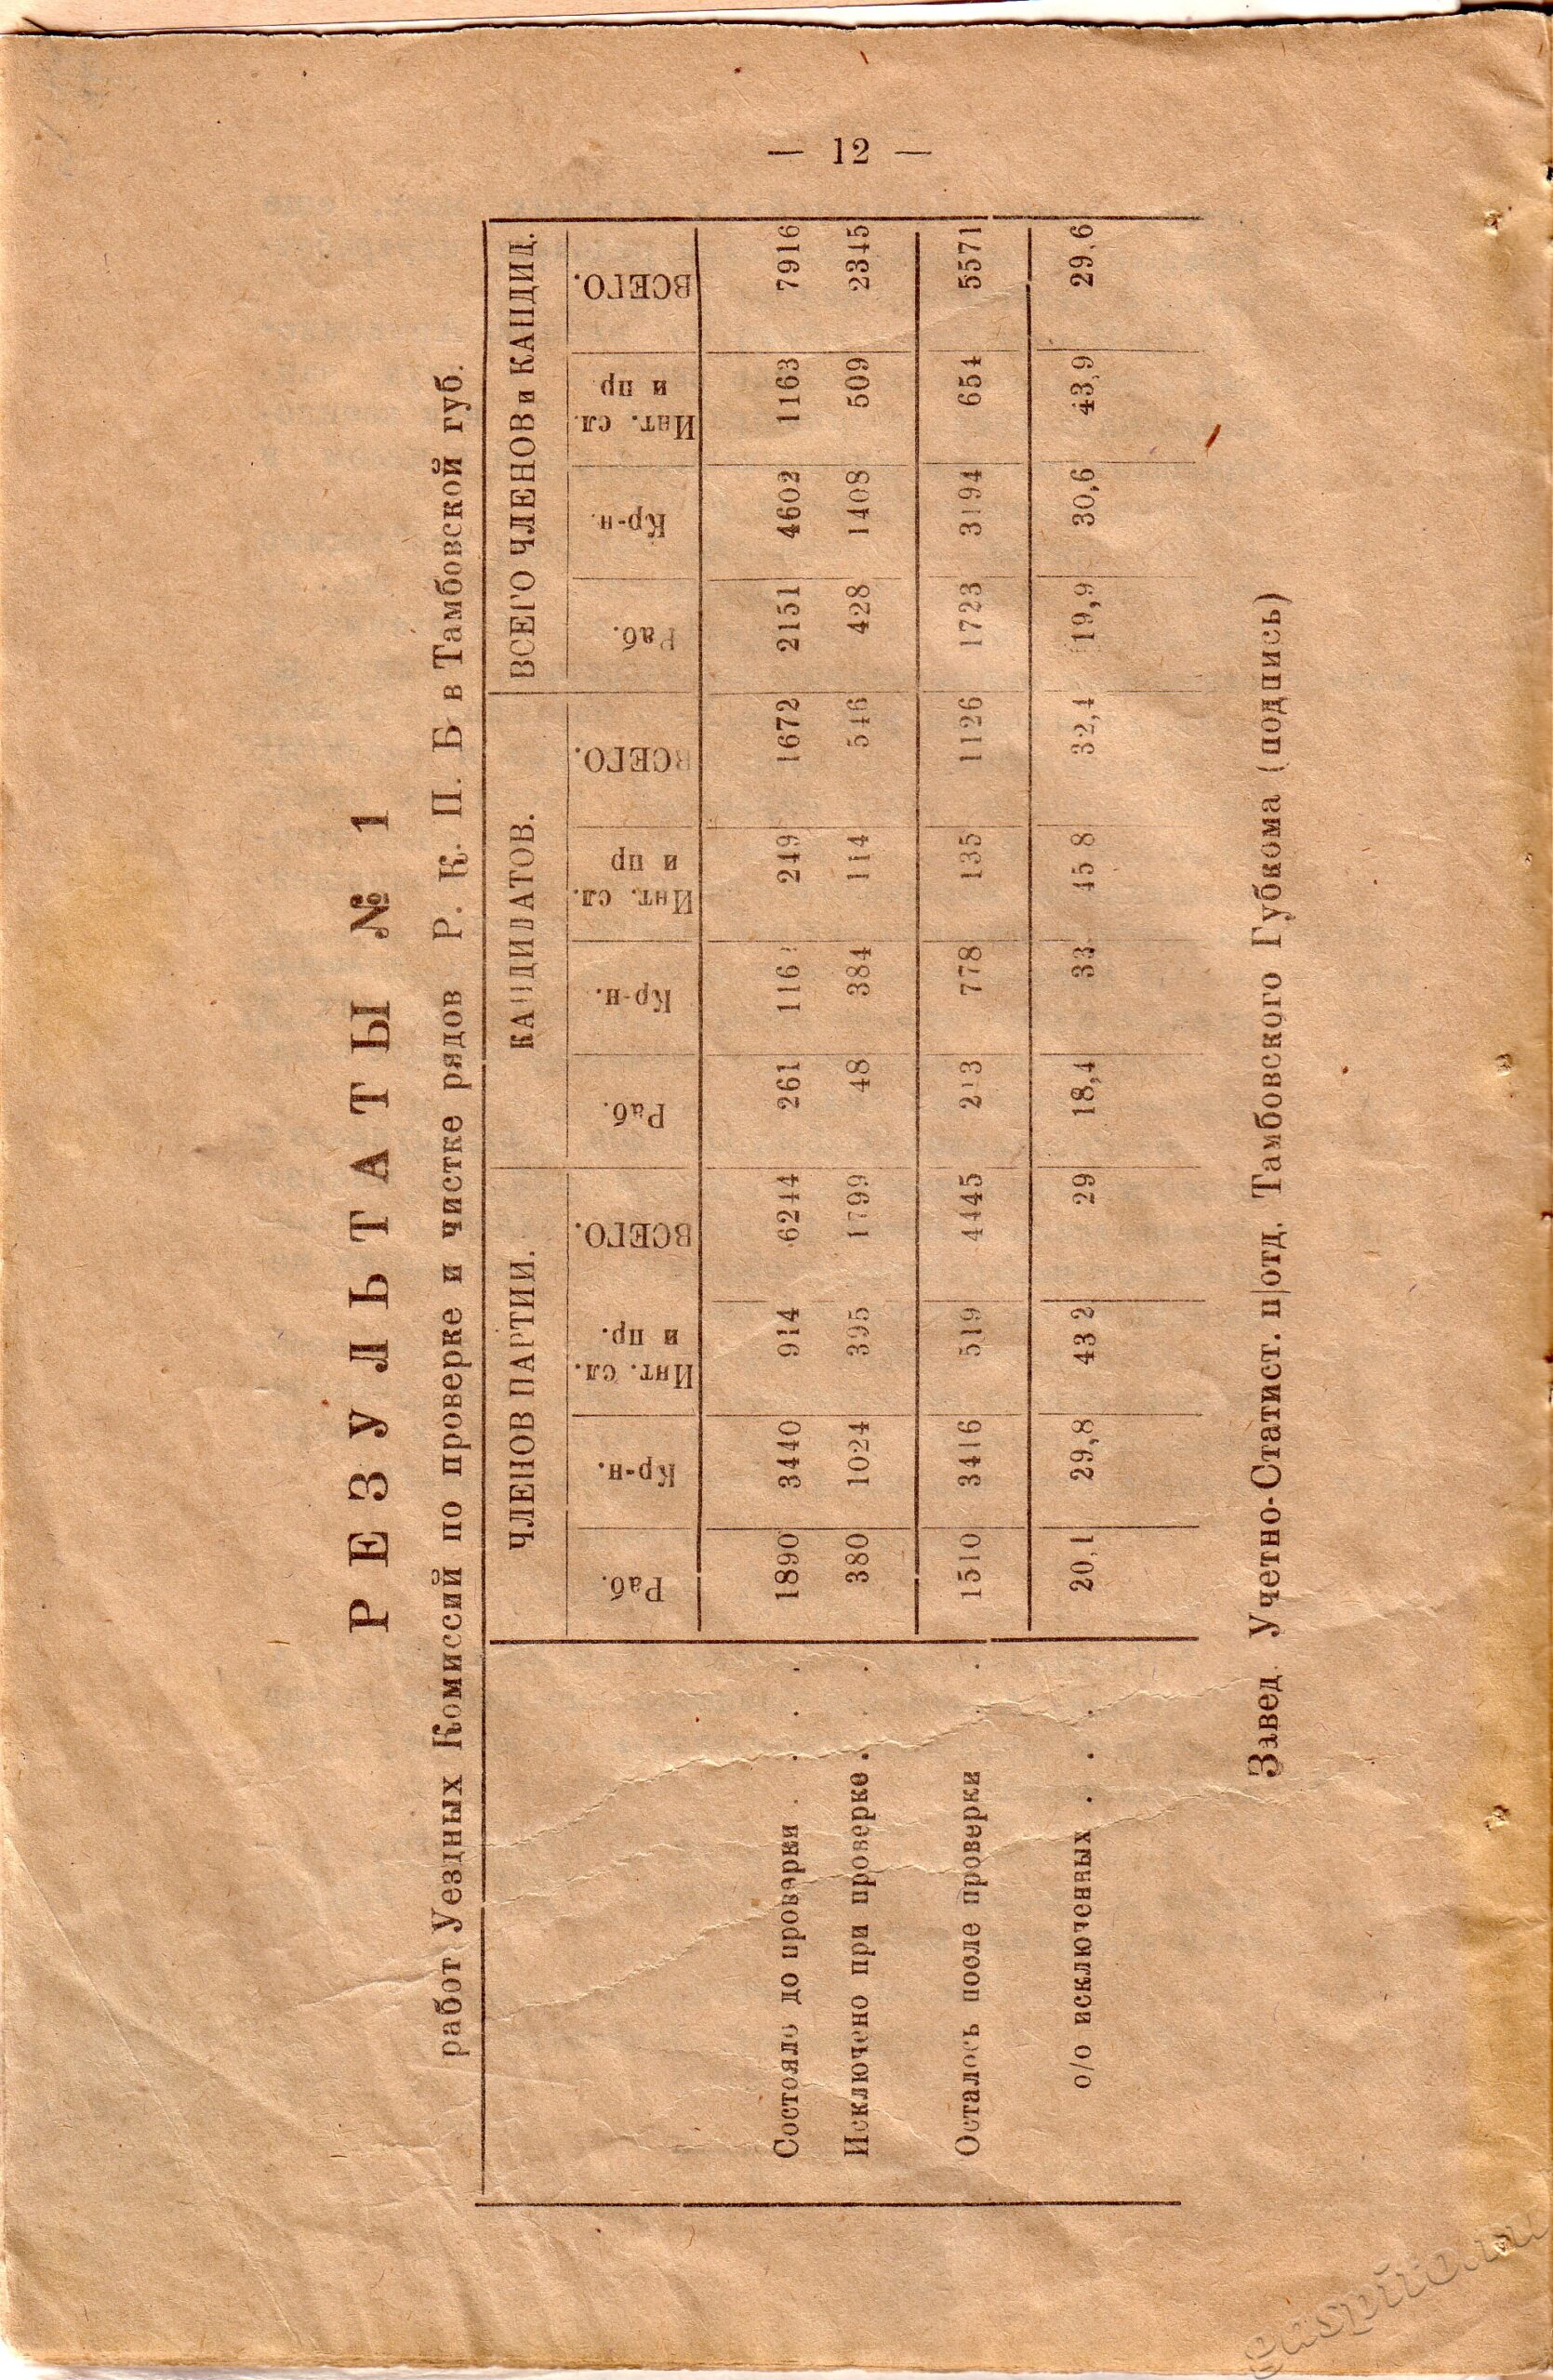 — 12 —
РЕЗУЛЬТАТЫ № 1
работ Уездных Комиссий по проверке и чистке рядов Р. К. П. Б в Тамбовской губ.
ЧЛЕНОВ ПАРТИИ. КАНДИДАТОВ. ВСЕГО ЧЛЕНОВ и КАНДИД.
Раб. Кр-н. Инт. сл. и пр. ВСЕГО. Раб. Кр-н. Инт. сл. и пр ВСЕГО. Раб. Кр-н. Инт. сл. и пр ВСЕГО.
Состояло до проверки . . . . 1890 3440 914 6244 261 116 249 1672 2151 4602 1163 7916
Исключено при проверке . . . 380 1024 395 1799 48 384 114 546 428 1408 509 2345
Осталось после проверки . . 1510 3416 519 4445 213 778 135 1126 1723 3194 654 5571
о/о исключенных . . . . 20,1 29,8 43 2 29 18,4 33 45 8 32,4 19,9 30,6 43,9 29,6
Завед. Учетно-Статист. п|отд. Тамбовского Губкома (подпись)
gaspito.ru